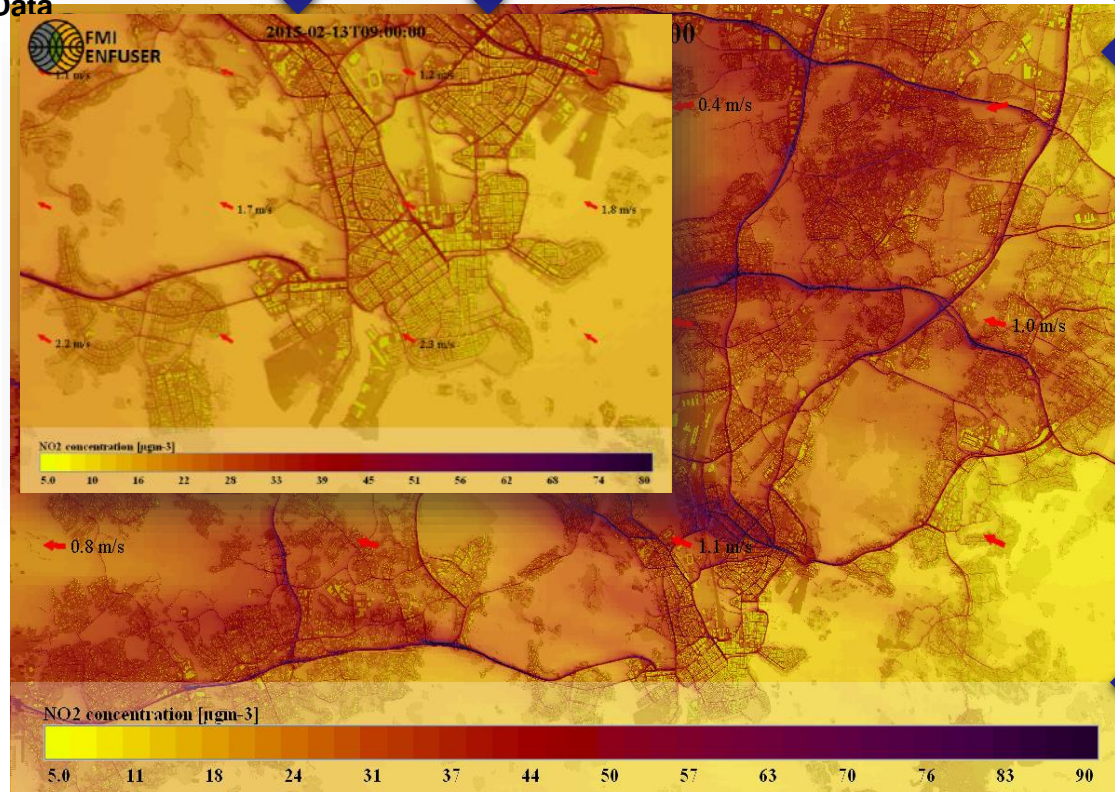 Data
FMI
ENFUSER
2015-02-13T09:00:00
00
1.1 m/s
1.2 m/s
0.4 m/s
1.7 m/s
1.8 m/s
2.2 m/s
2.3 m/s
1.0 m/s
NO2 concentration [µgm-3]
5.0 10 16 22 28 33 39 45 51 56 62 68 74 80
0.8 m/s
1.1 m/s
NO2 concentration [µgm-3]
5.0 11 18 24 31 37 44 50 57 63 70 76 83 90